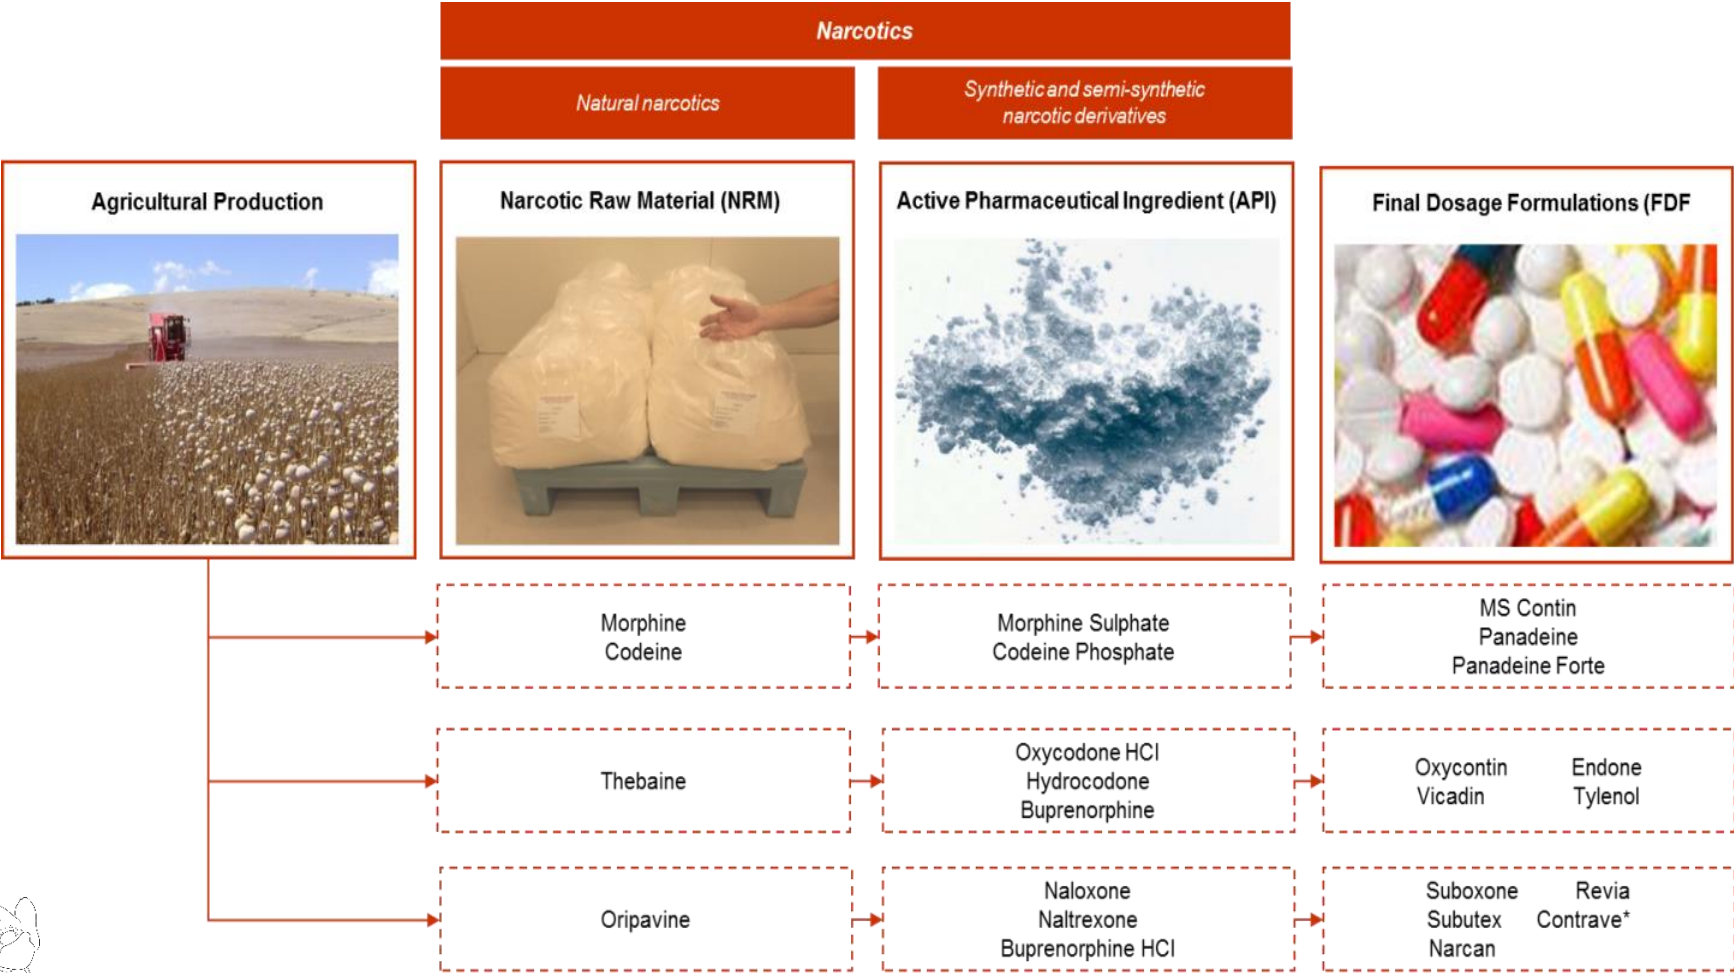 Narcotics
Natural narcotics
Synthetic and semi-synthetic
narcotic derivatives
Agricultural Production
Narcotic Raw Material (NRM)
Active Pharmaceutical Ingredient (API)
Final Dosage Formulations (FDF
Morphine
Codeine
Morphine Sulphate
Codeine Phosphate
MS Contin
Panadeine
Panadeine Forte
Thebaine
Oxycodone HCI
Hydrocodone
Buprenorphine
Oxycontin Endone
Vicadin Tylenol
Oripavine
Naloxone
Naltrexone
Buprenorphine HCI
Suboxone Revia
Subutex Contrave*
Narcan